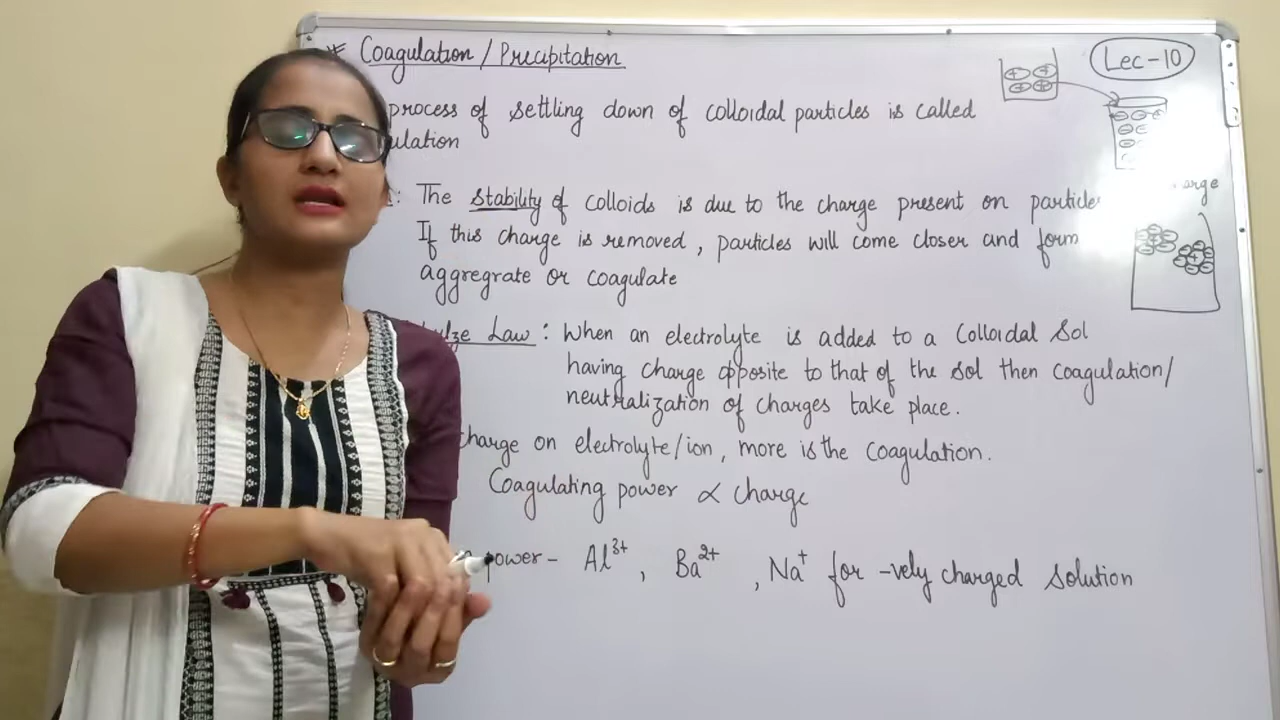 Coagulation / Precipitation
Lec-10
process of settling down of colloidal particles is called
ulation
: The stability of colloids is due to the charge present on particle
arge
If this charge is removed, particles will come closer and form
aggregrate or coagulate
ulze Law : When an electrolyte is added to a Colloidal Sol
having charge opposite to that of the sol then coagulation/
neutralization of charges take place.
charge on electrolyte/ion, more is the coagulation.
Coagulating power ∝ charge
power - Al³⁺, Ba²⁺, Na⁺ for -vely charged solution